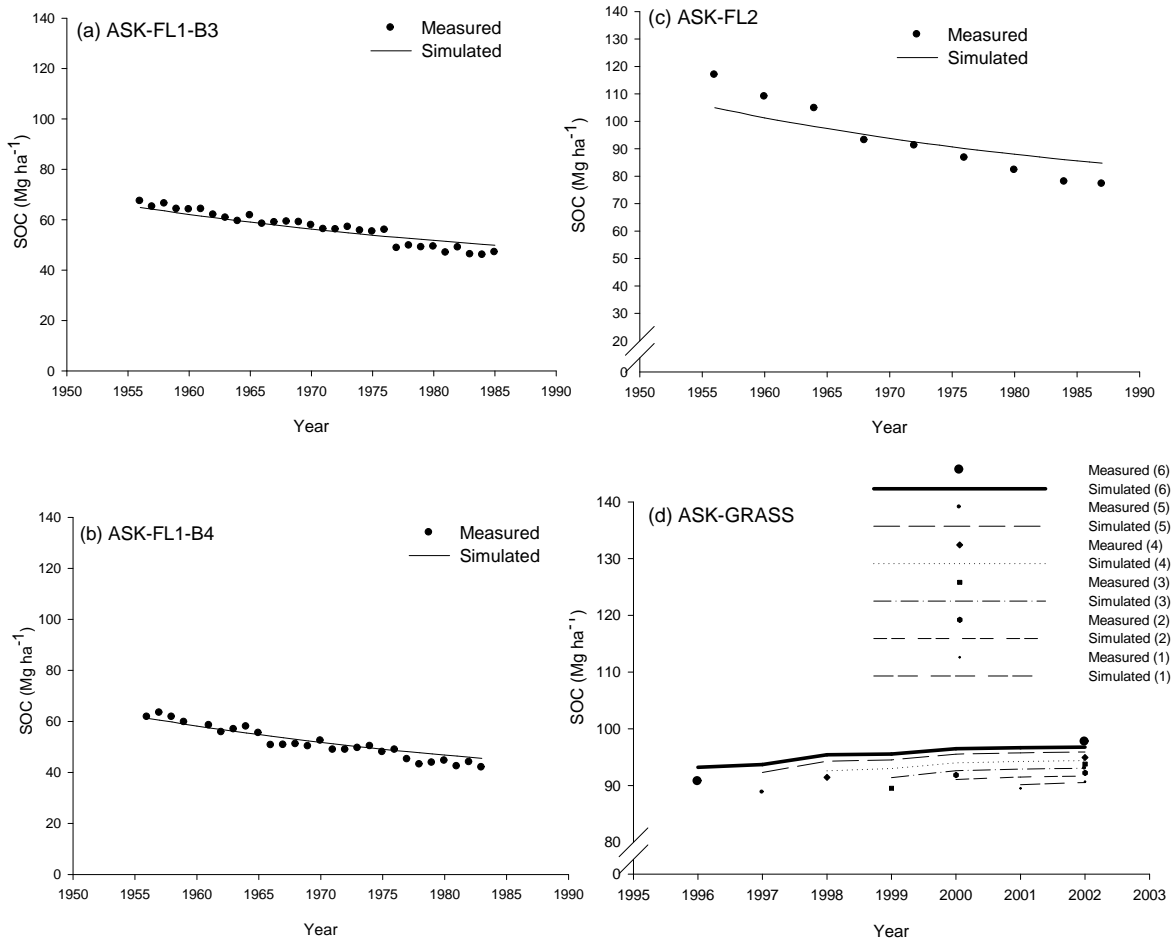 (a) ASK-FL1-B3
Measured
Simulated
140
120
100
80
60
40
20
0
SOC (Mg ha⁻¹)
1950 1955 1960 1965 1970 1975 1980 1985 1990
Year
(c) ASK-FL2
Measured
Simulated
140
130
120
110
100
90
80
70
60
50
40
30
20
0
SOC (Mg ha⁻¹)
1950 1955 1960 1965 1970 1975 1980 1985 1990
Year
(b) ASK-FL1-B4
Measured
Simulated
140
120
100
80
60
40
20
0
SOC (Mg ha⁻¹)
1950 1955 1960 1965 1970 1975 1980 1985 1990
Year
(d) ASK-GRASS
Measured (6)
Simulated (6)
Measured (5)
Simulated (5)
Meaured (4)
Simulated (4)
Measured (3)
Simulated (3)
Measured (2)
Simulated (2)
Measured (1)
Simulated (1)
140
130
120
110
100
90
80
0
SOC (Mg ha⁻¹)
1995 1996 1997 1998 1999 2000 2001 2002 2003
Year